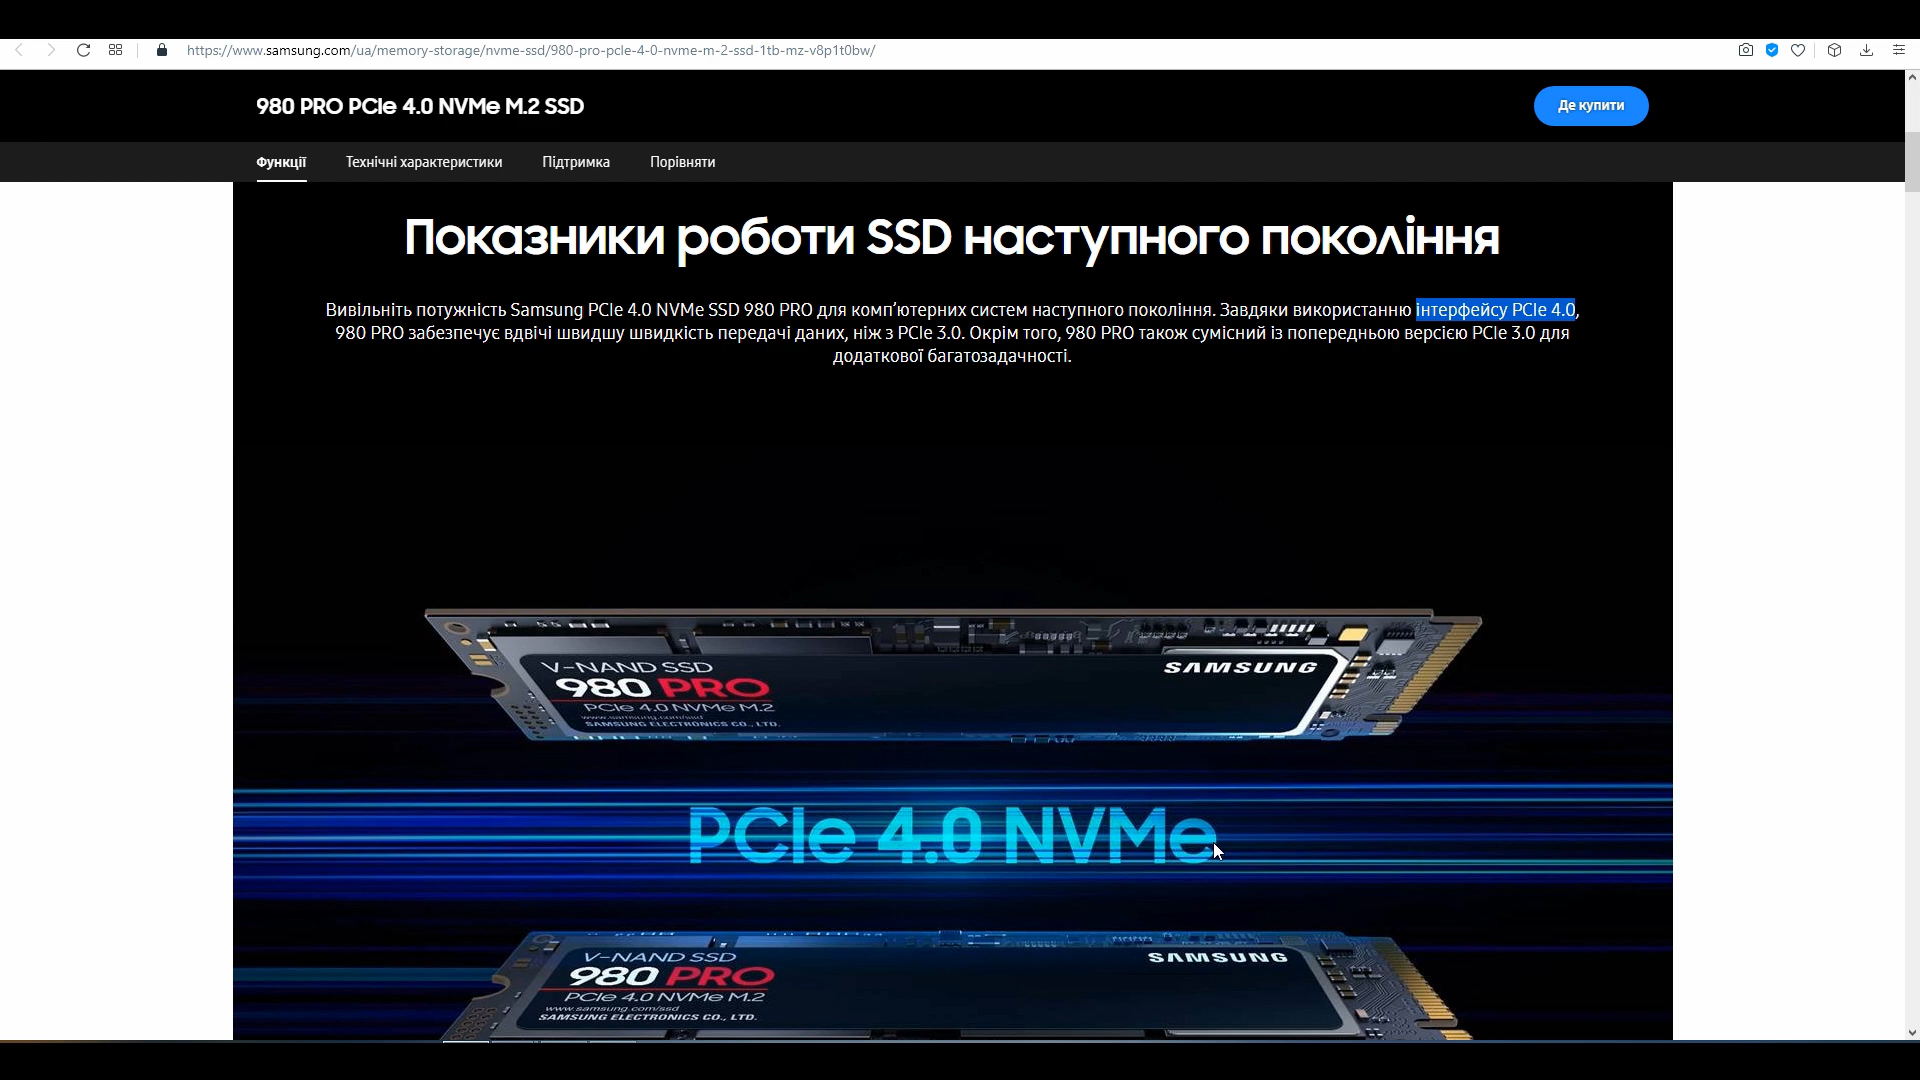 https://www.samsung.com/ua/memory-storage/nvme-ssd/980-pro-pcle-4-0-nvme-m-2-ssd-1tb-mz-v8p1t0bw/
980 PRO PCIe 4.0 NVMe M.2 SSD
Де купити
Функції
Технічні характеристики
Підтримка
Порівняти
Показники роботи SSD наступного покоління
Вивільніть потужність Samsung PCIe 4.0 NVMe SSD 980 PRO для комп’ютерних систем наступного покоління. Завдяки використанню інтерфейсу PCIe 4.0,
980 PRO забезпечує вдвічі швидшу швидкість передачі даних, ніж з PCIe 3.0. Окрім того, 980 PRO також сумісний із попередньою версією PCIe 3.0 для
додаткової багатозадачності.
V-NAND SSD
980 PRO
PCIe 4.0 NVMe M.2
www.samsung.com/ssd
SAMSUNG ELECTRONICS CO., LTD.
SAMSUNG
PCIe 4.0 NVMe
V-NAND SSD
980 PRO
PCIe 4.0 NVMe M.2
www.samsung.com/ssd
SAMSUNG ELECTRONICS CO., LTD.
SAMSUNG